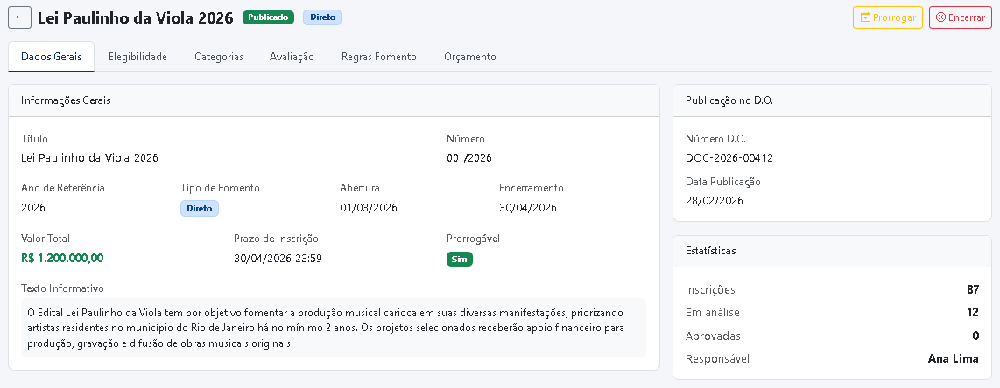 Lei Paulinho da Viola 2026 Publicado Direto Prorrogar Encerrar
Dados Gerais Elegibilidade Categorias Avaliação Regras Fomento Orçamento
Informações Gerais
Título Número
Lei Paulinho da Viola 2026 001/2026
Ano de Referência Tipo de Fomento Abertura Encerramento
2026 Direto 01/03/2026 30/04/2026
Valor Total Prazo de Inscrição Prorrogável
R$ 1.200.000,00 30/04/2026 23:59 Sim
Texto Informativo
O Edital Lei Paulinho da Viola tem por objetivo fomentar a produção musical carioca em suas diversas manifestações, priorizando
artistas residentes no município do Rio de Janeiro há no mínimo 2 anos. Os projetos selecionados receberão apoio financeiro para
produção, gravação e difusão de obras musicais originais.
Publicação no D.O.
Número D.O.
DOC-2026-00412
Data Publicação
28/02/2026
Estatísticas
Inscrições 87
Em análise 12
Aprovadas 0
Responsável Ana Lima